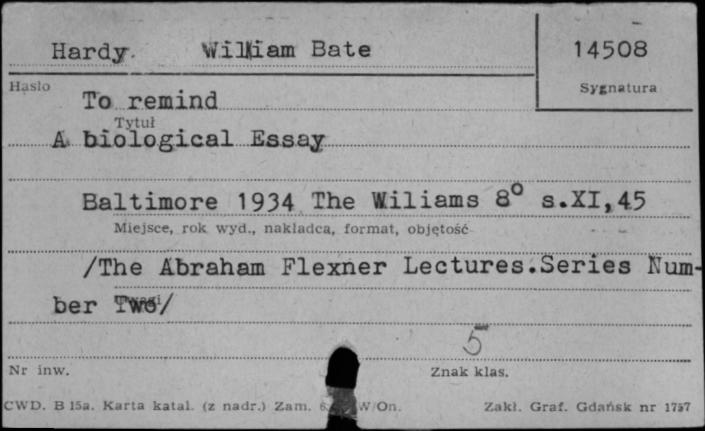 Hardy. William Bate
14508
Hasło
Sygnatura
To remind
Tytuł
A biological Essay
Baltimore 1934 The Wiliams 8° s.XI,45
Miejsce, rok wyd., nakładca, format, objętość
/The Abraham Flexner Lectures.Series Num-
ber Two/
5
Nr inw.
Znak klas.
CWD. B 15a. Karta katal. (z nadr.) Zam. W/On.
Zakł. Graf. Gdańsk nr 1757